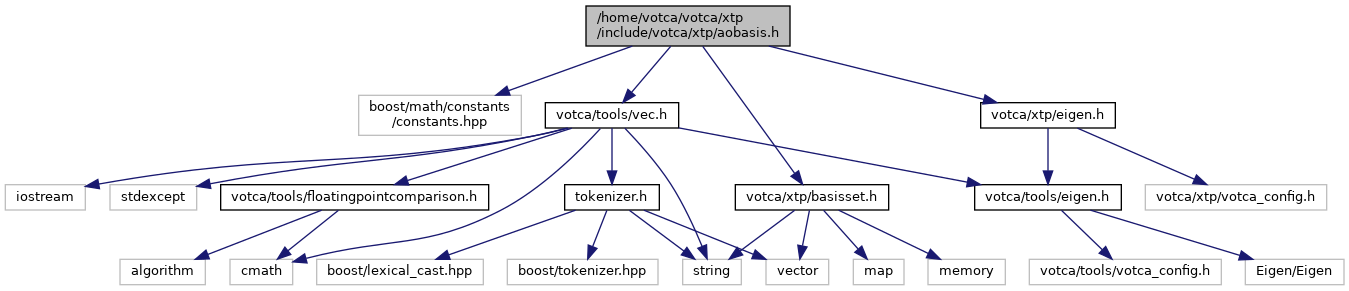 /home/votca/votca/xtp
/include/votca/xtp/aobasis.h
boost/math/constants
/constants.hpp
votca/tools/vec.h
votca/xtp/eigen.h
iostream
stdexcept
votca/tools/floatingpointcomparison.h
tokenizer.h
votca/xtp/basisset.h
votca/tools/eigen.h
votca/xtp/votca_config.h
algorithm
cmath
boost/lexical_cast.hpp
boost/tokenizer.hpp
string
vector
map
memory
votca/tools/votca_config.h
Eigen/Eigen